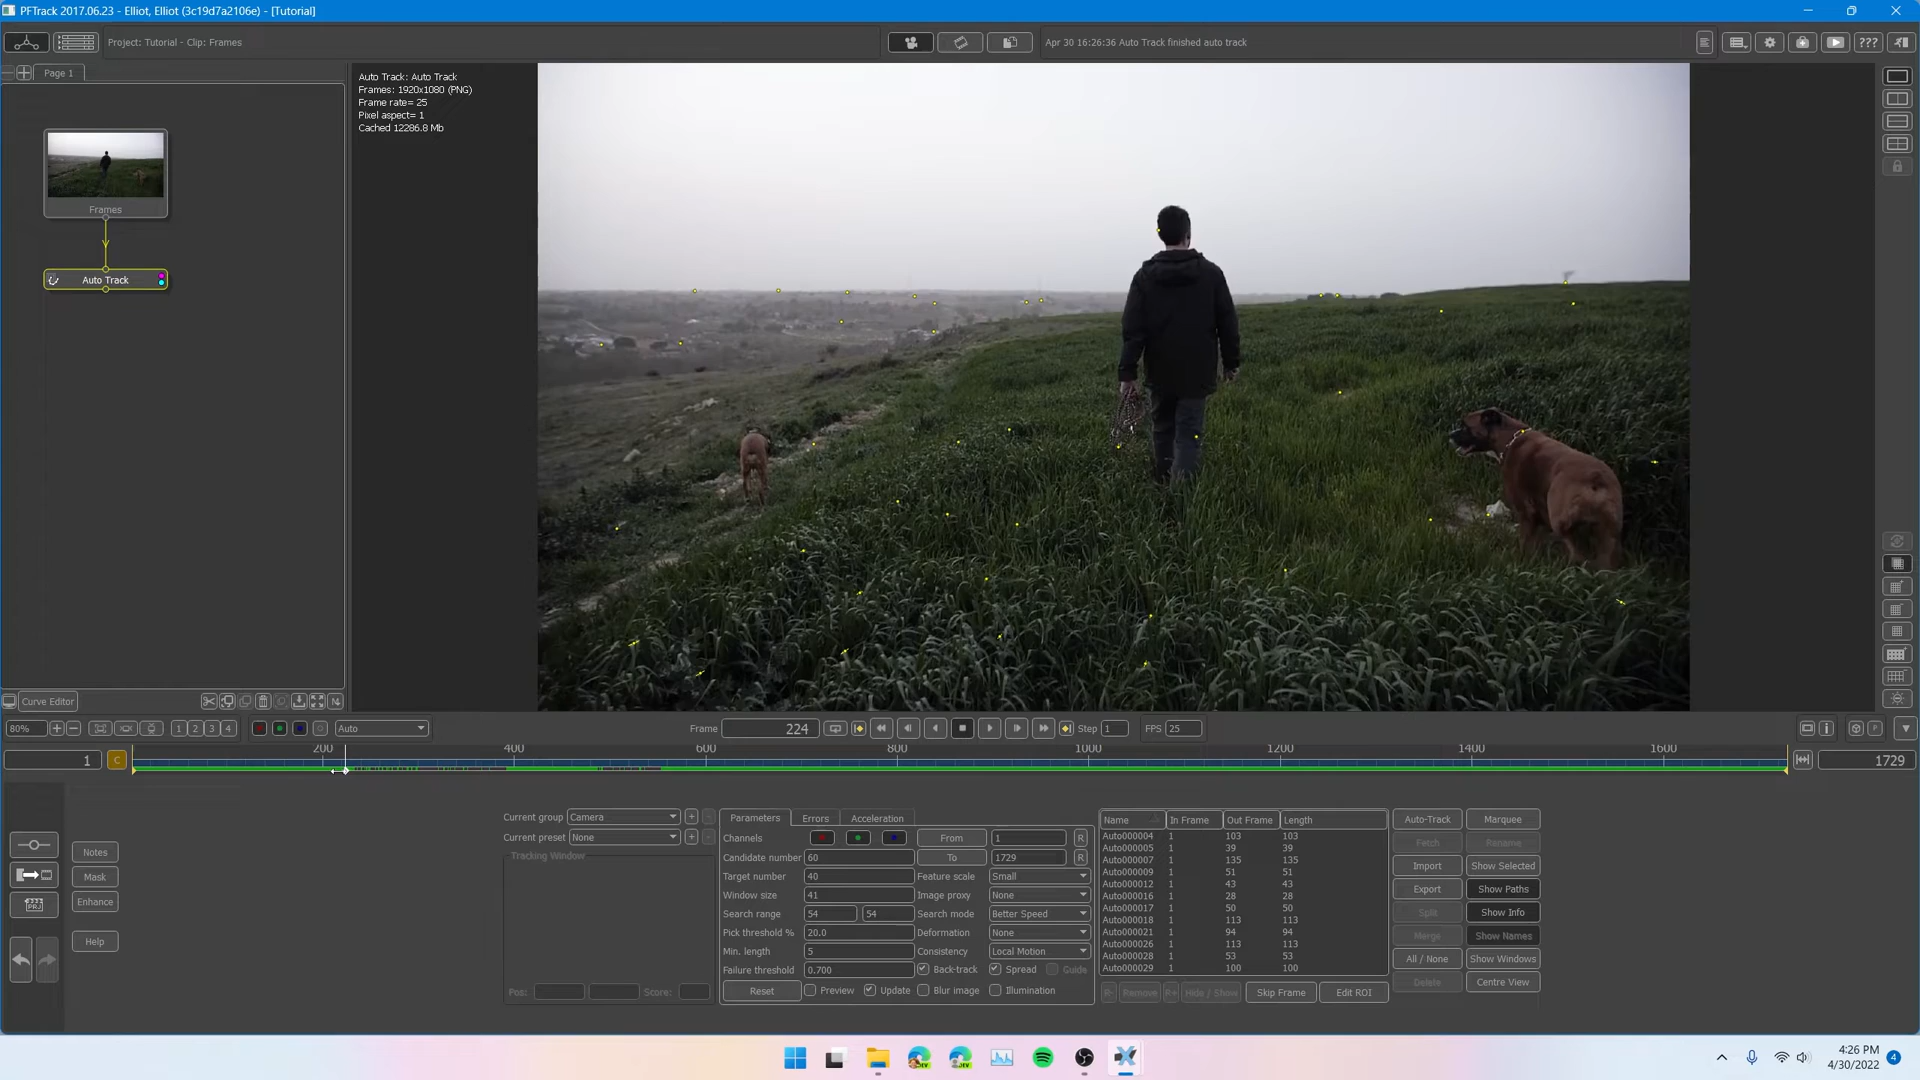 PFTrack 2017.06.23 - Elliot, Elliot (3c19d7a2106e) - [Tutorial]
Project: Tutorial - Clip: Frames
Apr 30 16:26:36 Auto Track finished auto track
???
Page 1
Auto Track: Auto Track
Frames: 1920x1080 (PNG)
Frame rate= 25
Pixel aspect= 1
Cached 12286.8 Mb
Frames
Auto Track
Curve Editor
80% 1 2 3 4 Auto Frame 224 Step 1 FPS 25
200 400 600 800 1000 1200 1400 1600
1 C 1729
Notes
Mask
Enhance
Help
PRJ
Current group Camera
Current preset None
Tracking Window
Pos: Score:
Parameters Errors Acceleration
Channels From 1 R
Candidate number 60 To 1729 R
Target number 40 Feature scale Small
Window size 41 Image proxy None
Search range 54 54 Search mode Better Speed
Pick threshold % 20.0 Deformation None
Min. length 5 Consistency Local Motion
Failure threshold 0.700 Back-track Spread Guide
Reset Preview Update Blur image Illumination
Name In Frame Out Frame Length
Auto000004 1 103 103
Auto000005 1 39 39
Auto000007 1 135 135
Auto000009 1 51 51
Auto000012 1 43 43
Auto000016 1 28 28
Auto000017 1 50 50
Auto000018 1 113 113
Auto000021 1 94 94
Auto000026 1 113 113
Auto000028 1 53 53
Auto000029 1 100 100
R- Remove R+ Hide / Show Skip Frame Edit ROI
Auto-Track Marquee
Fetch Rename
Import Show Selected
Export Show Paths
Split Show Info
Merge Show Names
All / None Show Windows
Delete Centre View
DEV
DEV
4:26 PM
4/30/2022
4